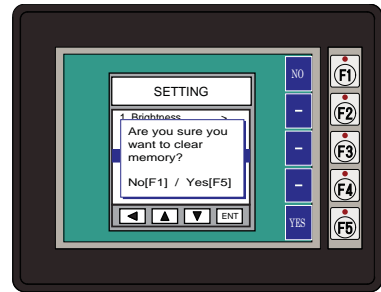 SETTING
1 Brightness >
Are you sure you
want to clear
memory?
No[F1] / Yes[F5]
ENT
NO
-
-
-
YES
F1
F2
F3
F4
F5